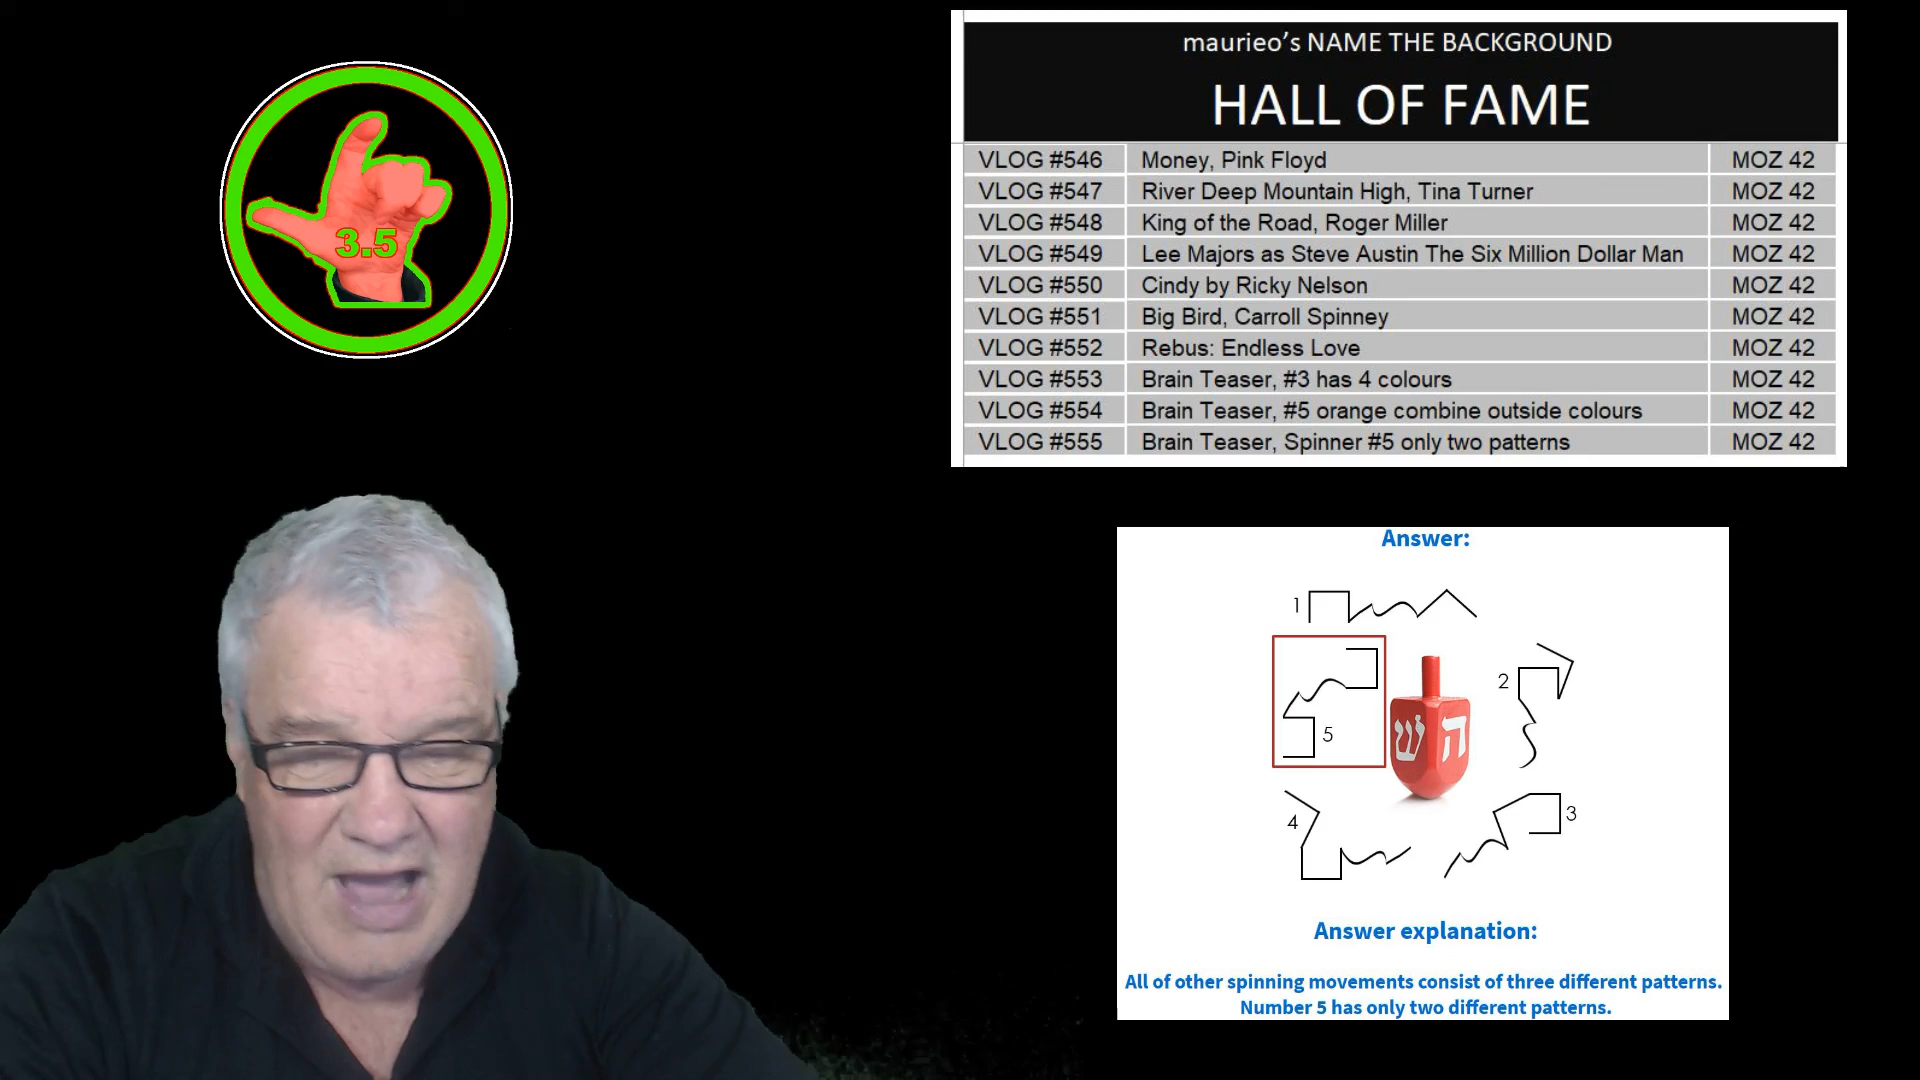 3.5
maurieo’s NAME THE BACKGROUND
HALL OF FAME
VLOG #546 Money, Pink Floyd MOZ 42
VLOG #547 River Deep Mountain High, Tina Turner MOZ 42
VLOG #548 King of the Road, Roger Miller MOZ 42
VLOG #549 Lee Majors as Steve Austin The Six Million Dollar Man MOZ 42
VLOG #550 Cindy by Ricky Nelson MOZ 42
VLOG #551 Big Bird, Carroll Spinney MOZ 42
VLOG #552 Rebus: Endless Love MOZ 42
VLOG #553 Brain Teaser, #3 has 4 colours MOZ 42
VLOG #554 Brain Teaser, #5 orange combine outside colours MOZ 42
VLOG #555 Brain Teaser, Spinner #5 only two patterns MOZ 42
Answer:
1
2
5
ש ה
4
3
Answer explanation:
All of other spinning movements consist of three different patterns.
Number 5 has only two different patterns.